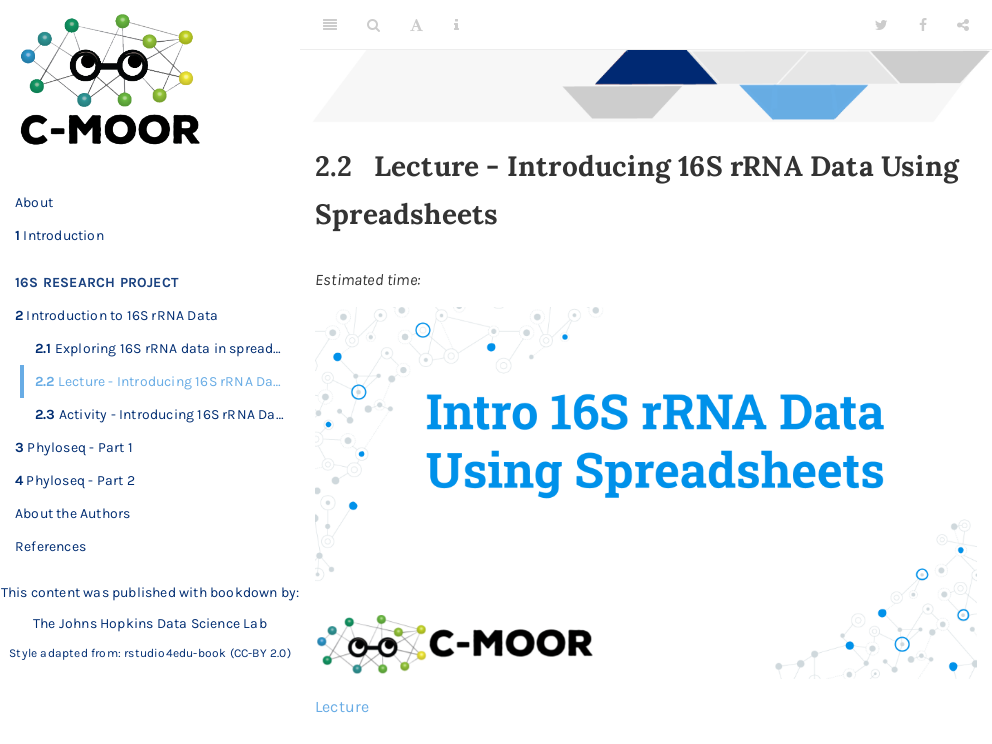 C-MOOR
About
1 Introduction
16S RESEARCH PROJECT
2 Introduction to 16S rRNA Data
2.1 Exploring 16S rRNA data in spread...
2.2 Lecture - Introducing 16S rRNA Da...
2.3 Activity - Introducing 16S rRNA Da...
3 Phyloseq - Part 1
4 Phyloseq - Part 2
About the Authors
References
This content was published with bookdown by:
The Johns Hopkins Data Science Lab
Style adapted from: rstudio4edu-book (CC-BY 2.0)
2.2 Lecture - Introducing 16S rRNA Data Using
Spreadsheets
Estimated time:
Intro 16S rRNA Data
Using Spreadsheets
C-MOOR
Lecture